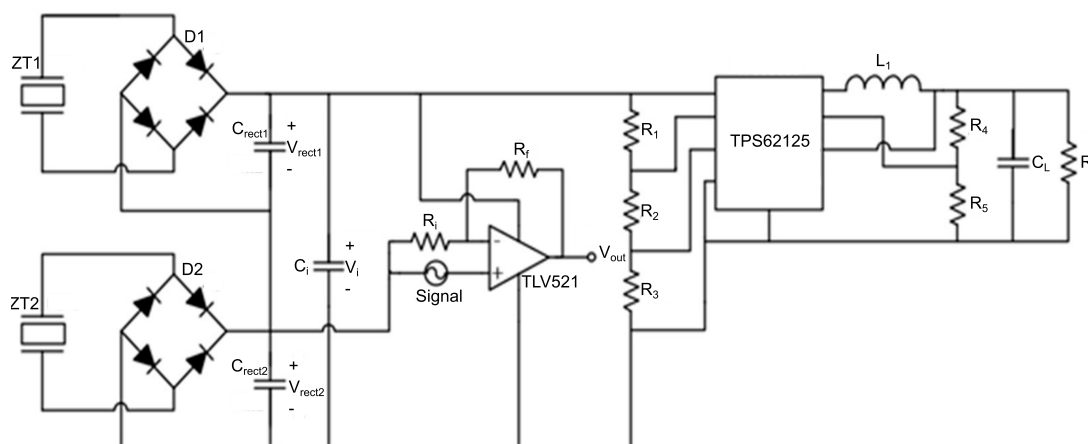 ZT1
D1
C_rect1
+
V_rect1
-
R_f
R_i
-
+
Signal
TLV521
V_out
C_i
+
V_i
-
R_1
R_2
R_3
TPS62125
L_1
R_4
R_5
C_L
R
ZT2
D2
C_rect2
+
V_rect2
-